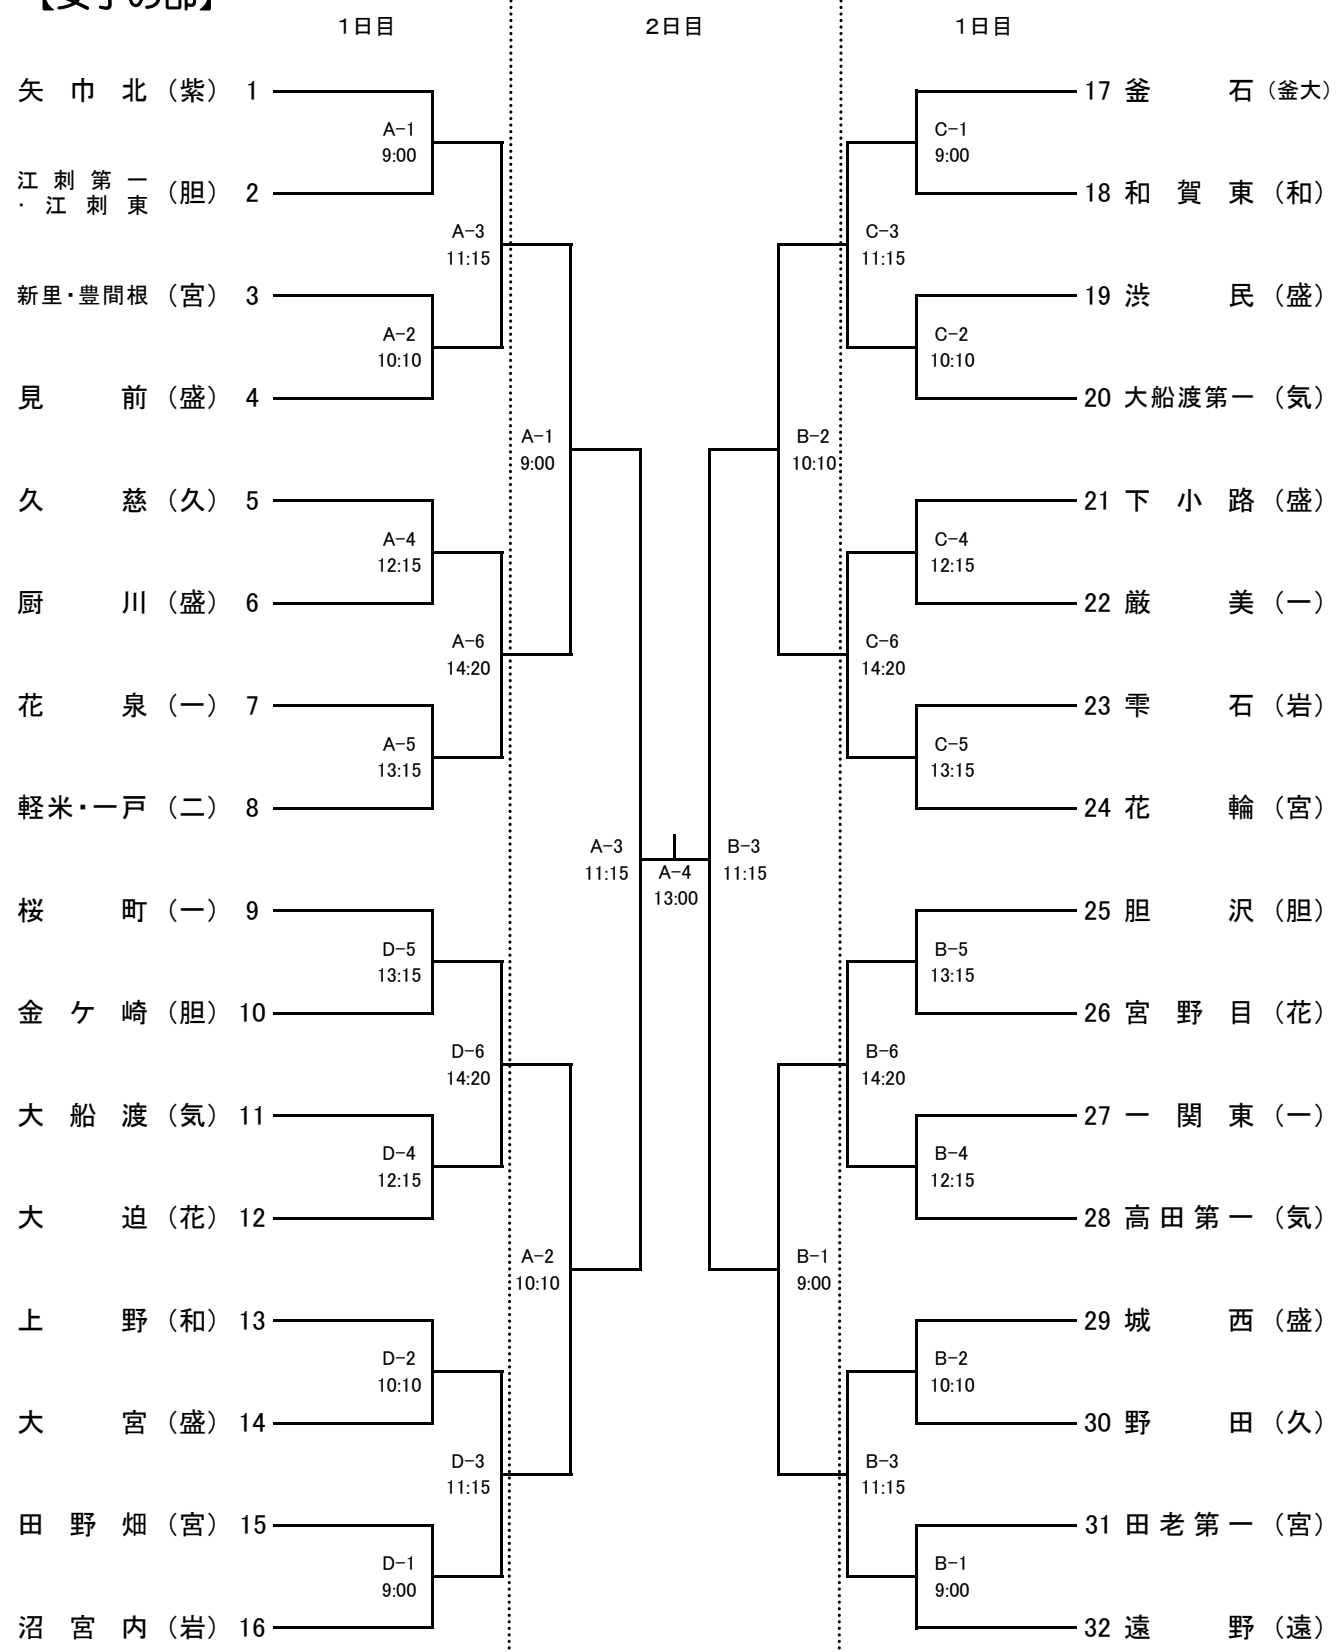 【女子の部】
1日目 2日目 1日目
矢巾北（紫） 1
A-1
9:00
江刺第一
・江刺東
（胆） 2
A-3
11:15
新里・豊間根（宮） 3
A-2
10:10
見前（盛） 4
A-1
9:00
久慈（久） 5
A-4
12:15
厨川（盛） 6
A-6
14:20
花泉（一） 7
A-5
13:15
軽米・一戸（二） 8
A-3
11:15
桜町（一） 9
D-5
13:15
金ケ崎（胆） 10
D-6
14:20
大船渡（気） 11
D-4
12:15
大迫（花） 12
A-2
10:10
上野（和） 13
D-2
10:10
大宮（盛） 14
D-3
11:15
田野畑（宮） 15
D-1
9:00
沼宮内（岩） 16
A-4
13:00
17 釜石（釜大）
C-1
9:00
18 和賀東（和）
C-3
11:15
19 渋民（盛）
C-2
10:10
20 大船渡第一（気）
B-2
10:10
21 下小路（盛）
C-4
12:15
22 厳美（一）
C-6
14:20
23 雫石（岩）
C-5
13:15
24 花輪（宮）
B-3
11:15
25 胆沢（胆）
B-5
13:15
26 宮野目（花）
B-6
14:20
27 一関東（一）
B-4
12:15
28 高田第一（気）
B-1
9:00
29 城西（盛）
B-2
10:10
30 野田（久）
B-3
11:15
31 田老第一（宮）
B-1
9:00
32 遠野（遠）